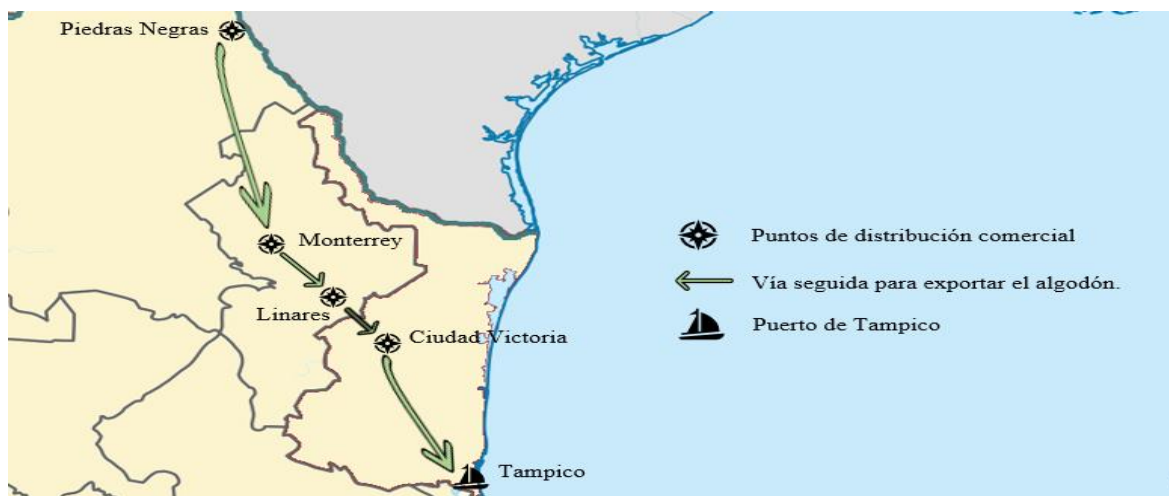 Piedras Negras
Monterrey
Linares
Ciudad Victoria
Tampico
Puntos de distribución comercial
Vía seguida para exportar el algodón.
Puerto de Tampico